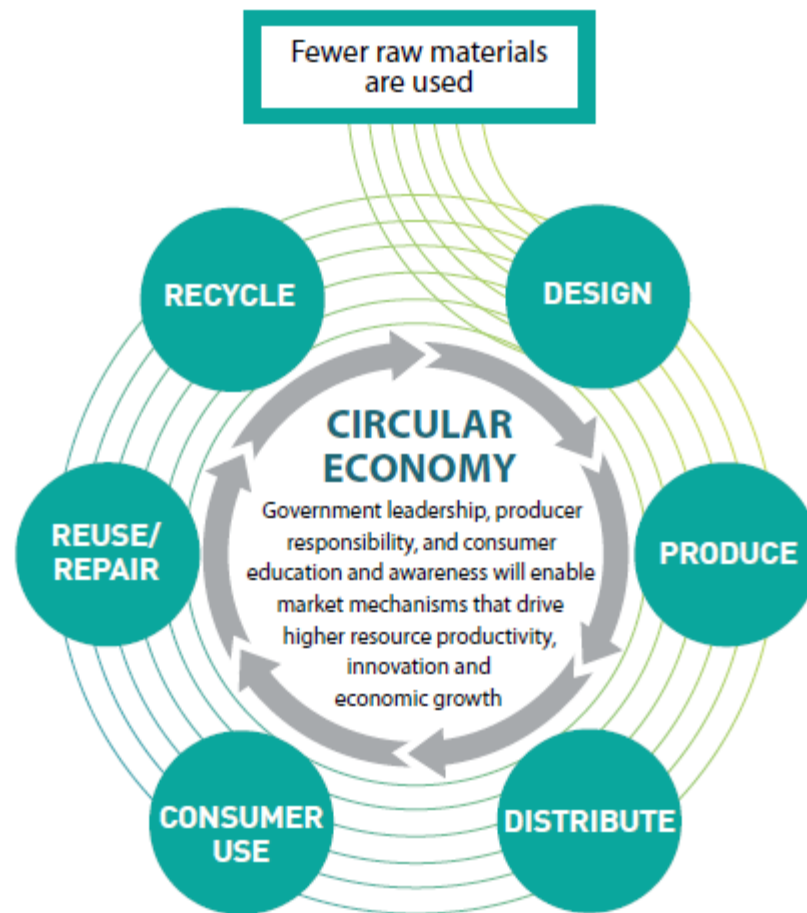 Fewer raw materials
are used
RECYCLE
DESIGN
CIRCULAR
ECONOMY
Government leadership, producer
responsibility, and consumer
education and awareness will enable
market mechanisms that drive
higher resource productivity,
innovation and
economic growth
REUSE/
REPAIR
PRODUCE
CONSUMER
USE
DISTRIBUTE